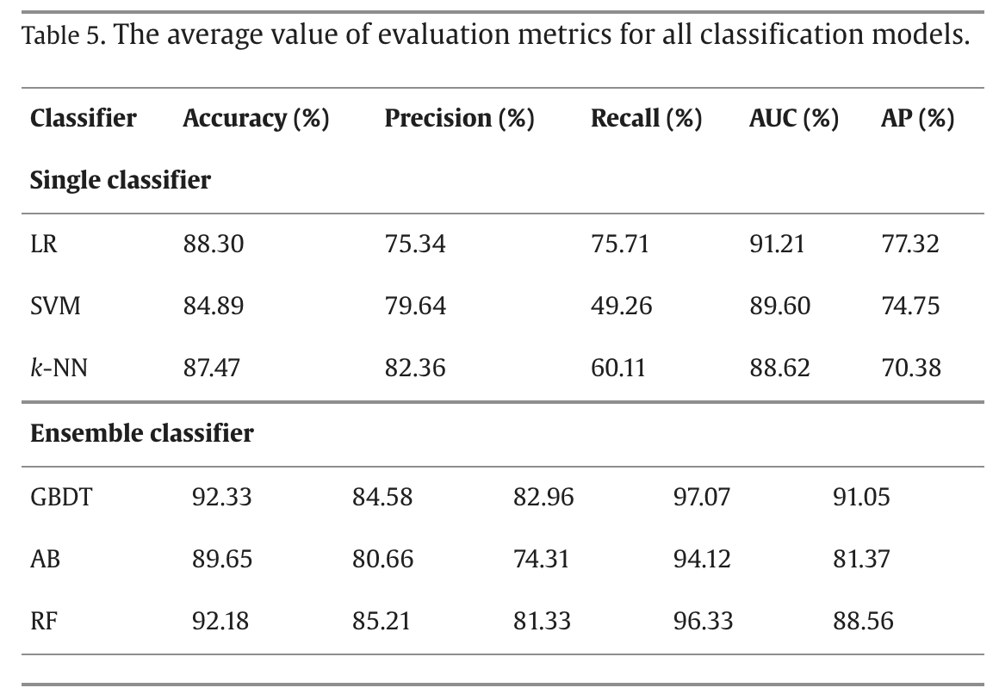 Table 5. The average value of evaluation metrics for all classification models.
Classifier Accuracy (%) Precision (%) Recall (%) AUC (%) AP (%)
Single classifier
LR 88.30 75.34 75.71 91.21 77.32
SVM 84.89 79.64 49.26 89.60 74.75
k-NN 87.47 82.36 60.11 88.62 70.38
Ensemble classifier
GBDT 92.33 84.58 82.96 97.07 91.05
AB 89.65 80.66 74.31 94.12 81.37
RF 92.18 85.21 81.33 96.33 88.56